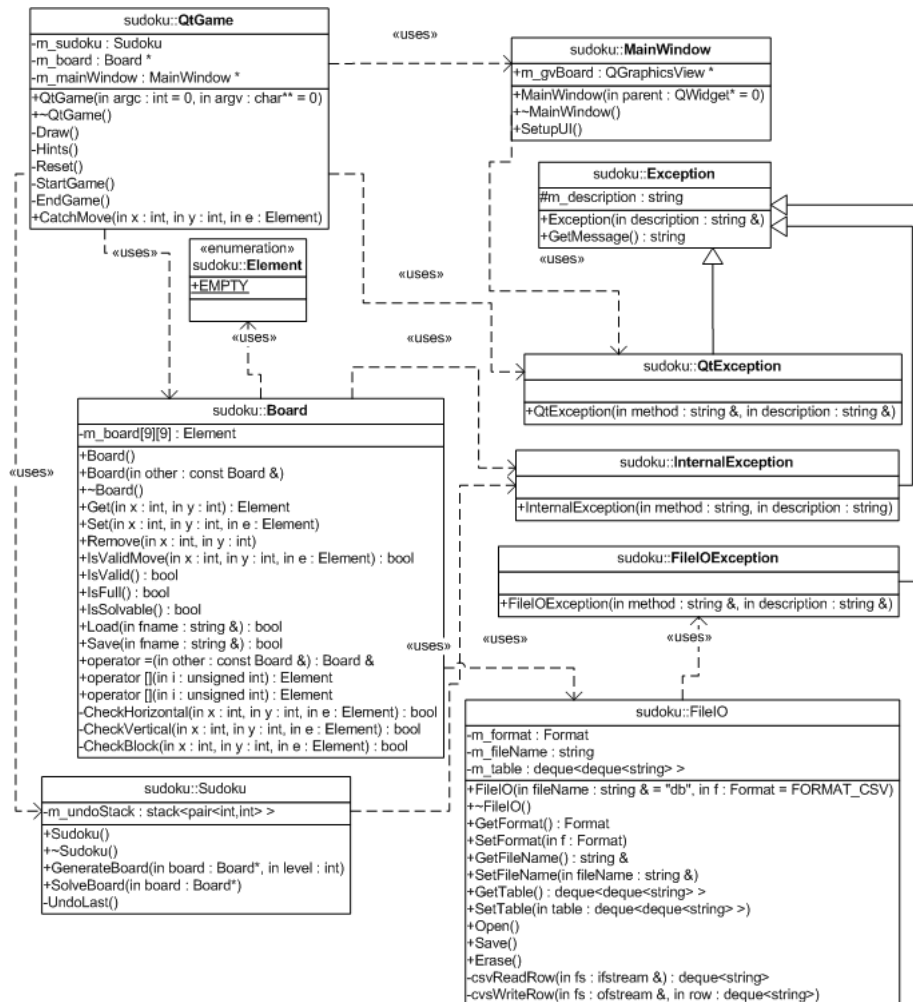 sudoku::QtGame
-m_sudoku : Sudoku
-m_board : Board *
-m_mainWindow : MainWindow *
+QtGame(in argc : int = 0, in argv : char** = 0)
+~QtGame()
-Draw()
-Hints()
-Reset()
-StartGame()
-EndGame()
+CatchMove(in x : int, in y : int, in e : Element)
«uses»
sudoku::MainWindow
+m_gvBoard : QGraphicsView *
+MainWindow(in parent : QWidget* = 0)
+~MainWindow()
+SetupUI()
sudoku::Exception
#m_description : string
+Exception(in description : string &)
+GetMessage() : string
«uses»
«uses»
«enumeration»
sudoku::Element
+EMPTY
«uses»
«uses»
«uses»
sudoku::QtException
+QtException(in method : string &, in description : string &)
sudoku::Board
-m_board[9][9] : Element
+Board()
+Board(in other : const Board &)
+~Board()
+Get(in x : int, in y : int) : Element
+Set(in x : int, in y : int, in e : Element)
+Remove(in x : int, in y : int)
+IsValidMove(in x : int, in y : int, in e : Element) : bool
+IsValid() : bool
+IsFull() : bool
+IsSolvable() : bool
+Load(in fname : string &) : bool
+Save(in fname : string &) : bool
+operator =(in other : const Board &) : Board &
+operator [](in i : unsigned int) : Element
+operator [](in i : unsigned int) : Element
-CheckHorizontal(in x : int, in y : int, in e : Element) : bool
-CheckVertical(in x : int, in y : int, in e : Element) : bool
-CheckBlock(in x : int, in y : int, in e : Element) : bool
«uses»
«uses»
sudoku::InternalException
+InternalException(in method : string, in description : string)
sudoku::FileIOException
+FileIOException(in method : string &, in description : string &)
«uses»
«uses»
«uses»
sudoku::FileIO
-m_format : Format
-m_fileName : string
-m_table : deque<deque<string> >
+FileIO(in fileName : string & = "db", in f : Format = FORMAT_CSV)
+~FileIO()
+GetFormat() : Format
+SetFormat(in f : Format)
+GetFileName() : string &
+SetFileName(in fileName : string &)
+GetTable() : deque<deque<string> >
+SetTable(in table : deque<deque<string> >)
+Open()
+Save()
+Erase()
-csvReadRow(in fs : ifstream &) : deque<string>
-cvsWriteRow(in fs : ofstream &, in row : deque<string>)
sudoku::Sudoku
-m_undoStack : stack<pair<int,int> >
+Sudoku()
+~Sudoku()
+GenerateBoard(in board : Board*, in level : int)
+SolveBoard(in board : Board*)
-UndoLast()